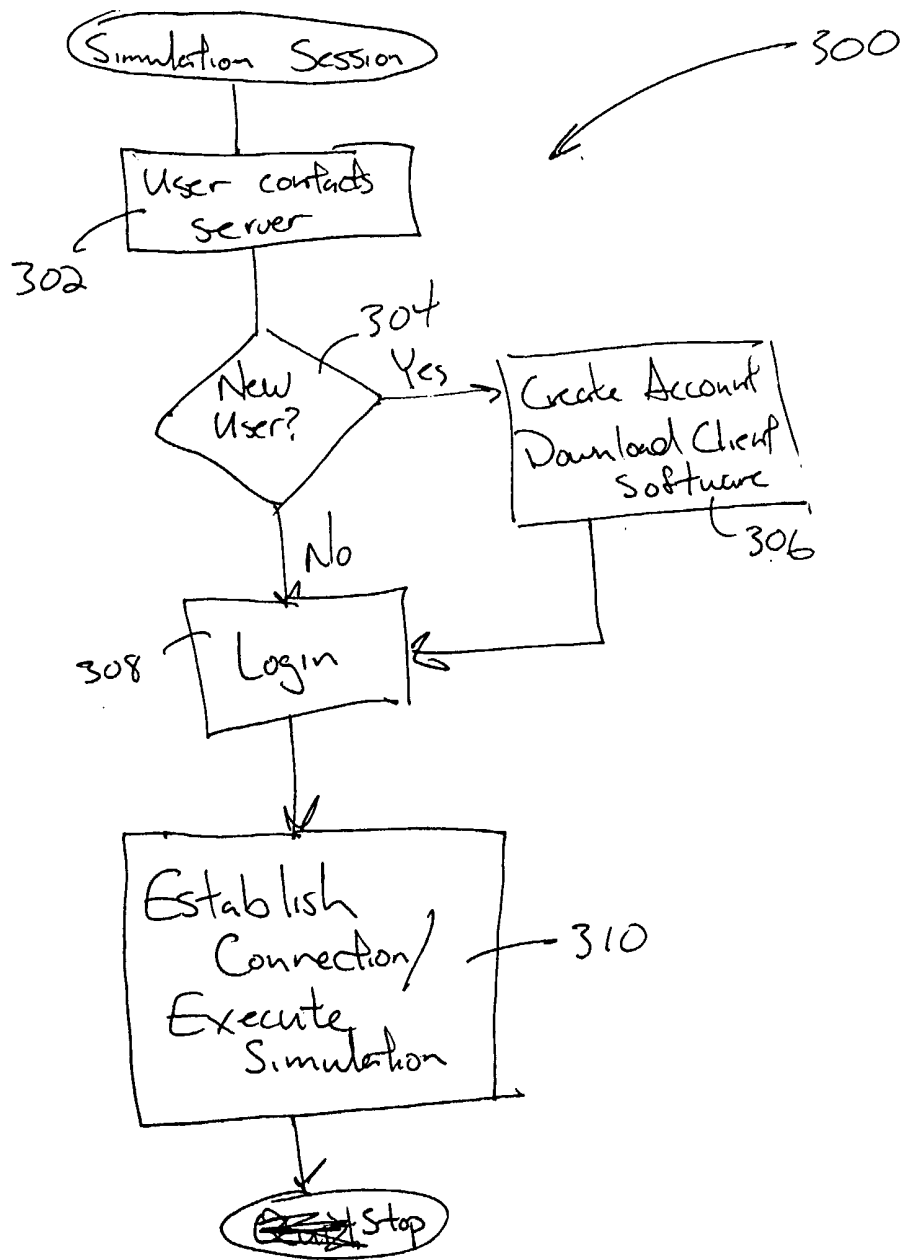 Simulation Session
300
User contacts
server
302
304
New
User?
Yes
Create Account
Download Client
Software
306
No
308
Login
Establish
Connection/
Execute
Simulation
310
Stop